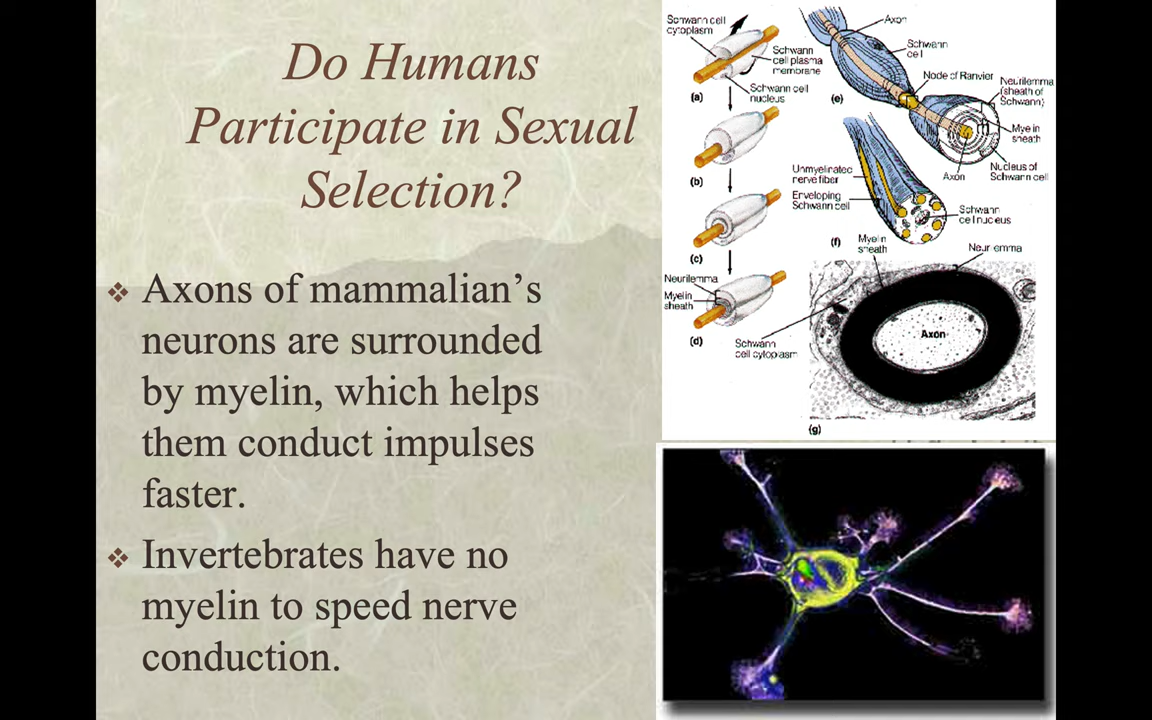 Do Humans
Participate in Sexual
Selection?
❖ Axons of mammalian’s
neurons are surrounded
by myelin, which helps
them conduct impulses
faster.
❖ Invertebrates have no
myelin to speed nerve
conduction.
Schwann cell
cytoplasm
Schwann
cell plasma
membrane
Schwann cell
nucleus
(a)
(b)
(c)
Neurilemma
Myelin
sheath
(d)
Schwann
cell cytoplasm
Axon
Schwann
cell
Node of Ranvier
Neurilemma
(sheath of
Schwann)
(e)
Myelin
sheath
Nucleus of
Schwann cell
Axon
Unmyelinated
nerve fiber
Enveloping
Schwann cell
Schwann
cell nucleus
(f)
Myelin
sheath
Neurilemma
Axon
(g)